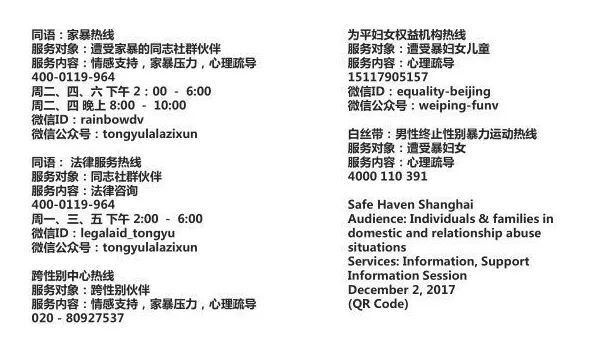 同语：家暴热线
服务对象：遭受家暴的同志社群伙伴
服务内容：情感支持，家暴压力，心理疏导
400-0119-964
周二、四、六 下午 2：00 - 6:00
周二、四 晚上 8:00 - 10:00
微信ID：rainbowdv
微信公众号：tongyulalazixun
同语： 法律服务热线
服务对象：同志社群伙伴
服务内容：法律咨询
400-0119-964
周一、三、五 下午 2:00 - 6:00
微信ID：legalaid_tongyu
微信公众号：tongyulalazixun
跨性别中心热线
服务对象：跨性别伙伴
服务内容：情感支持，家暴压力，心理疏导
020 - 80927537
为平妇女权益机构热线
服务对象：遭受暴妇女儿童
服务内容：心理疏导
15117905157
微信ID：equality-beijing
微信公众号：weiping-funv
白丝带：男性终止性别暴力运动热线
服务对象：遭受暴妇女
服务内容：心理疏导
4000 110 391
Safe Haven Shanghai
Audience: Individuals & families in
domestic and relationship abuse
situations
Services: Information, Support
Information Session
December 2, 2017
(QR Code)